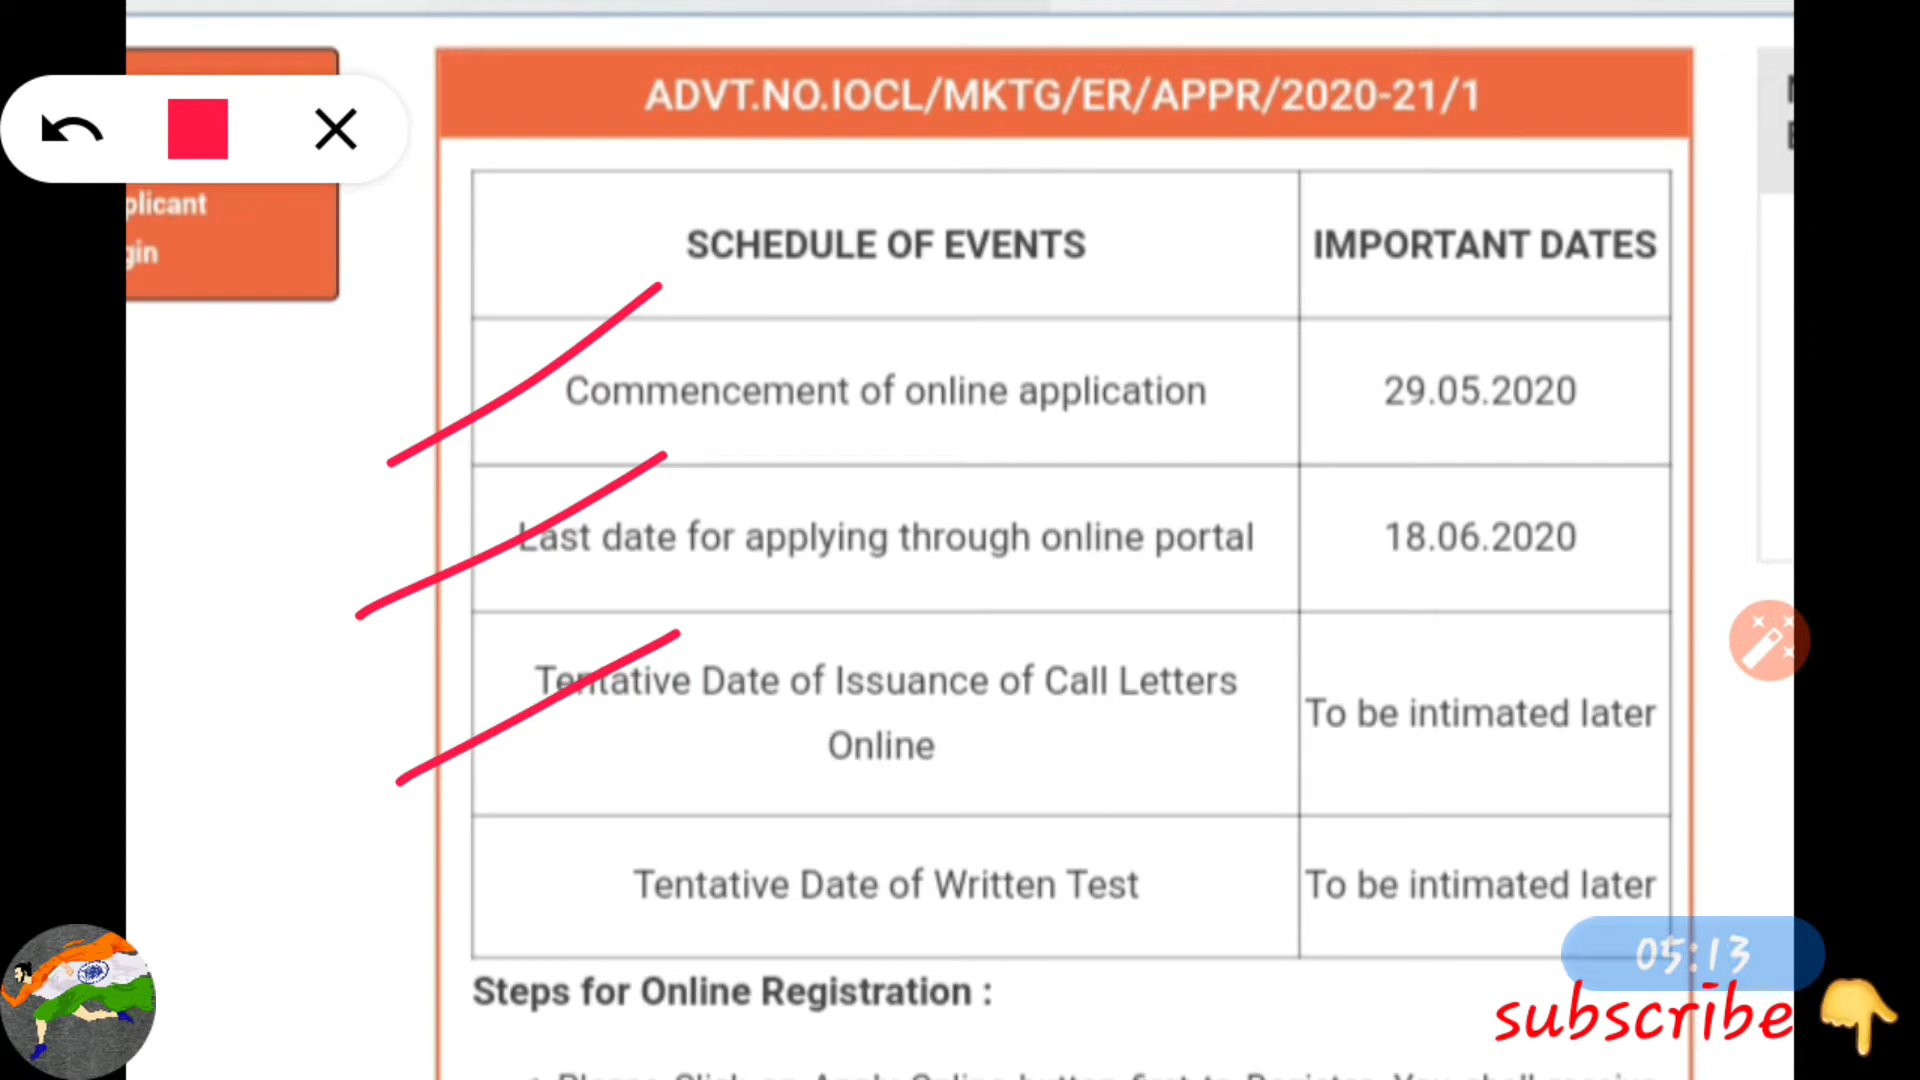 ADVT.NO.IOCL/MKTG/ER/APPR/2020-21/1
plicant
gin
SCHEDULE OF EVENTS IMPORTANT DATES
Commencement of online application 29.05.2020
Last date for applying through online portal 18.06.2020
Tentative Date of Issuance of Call Letters
Online
To be intimated later
Tentative Date of Written Test To be intimated later
05:13
Steps for Online Registration :
subscribe